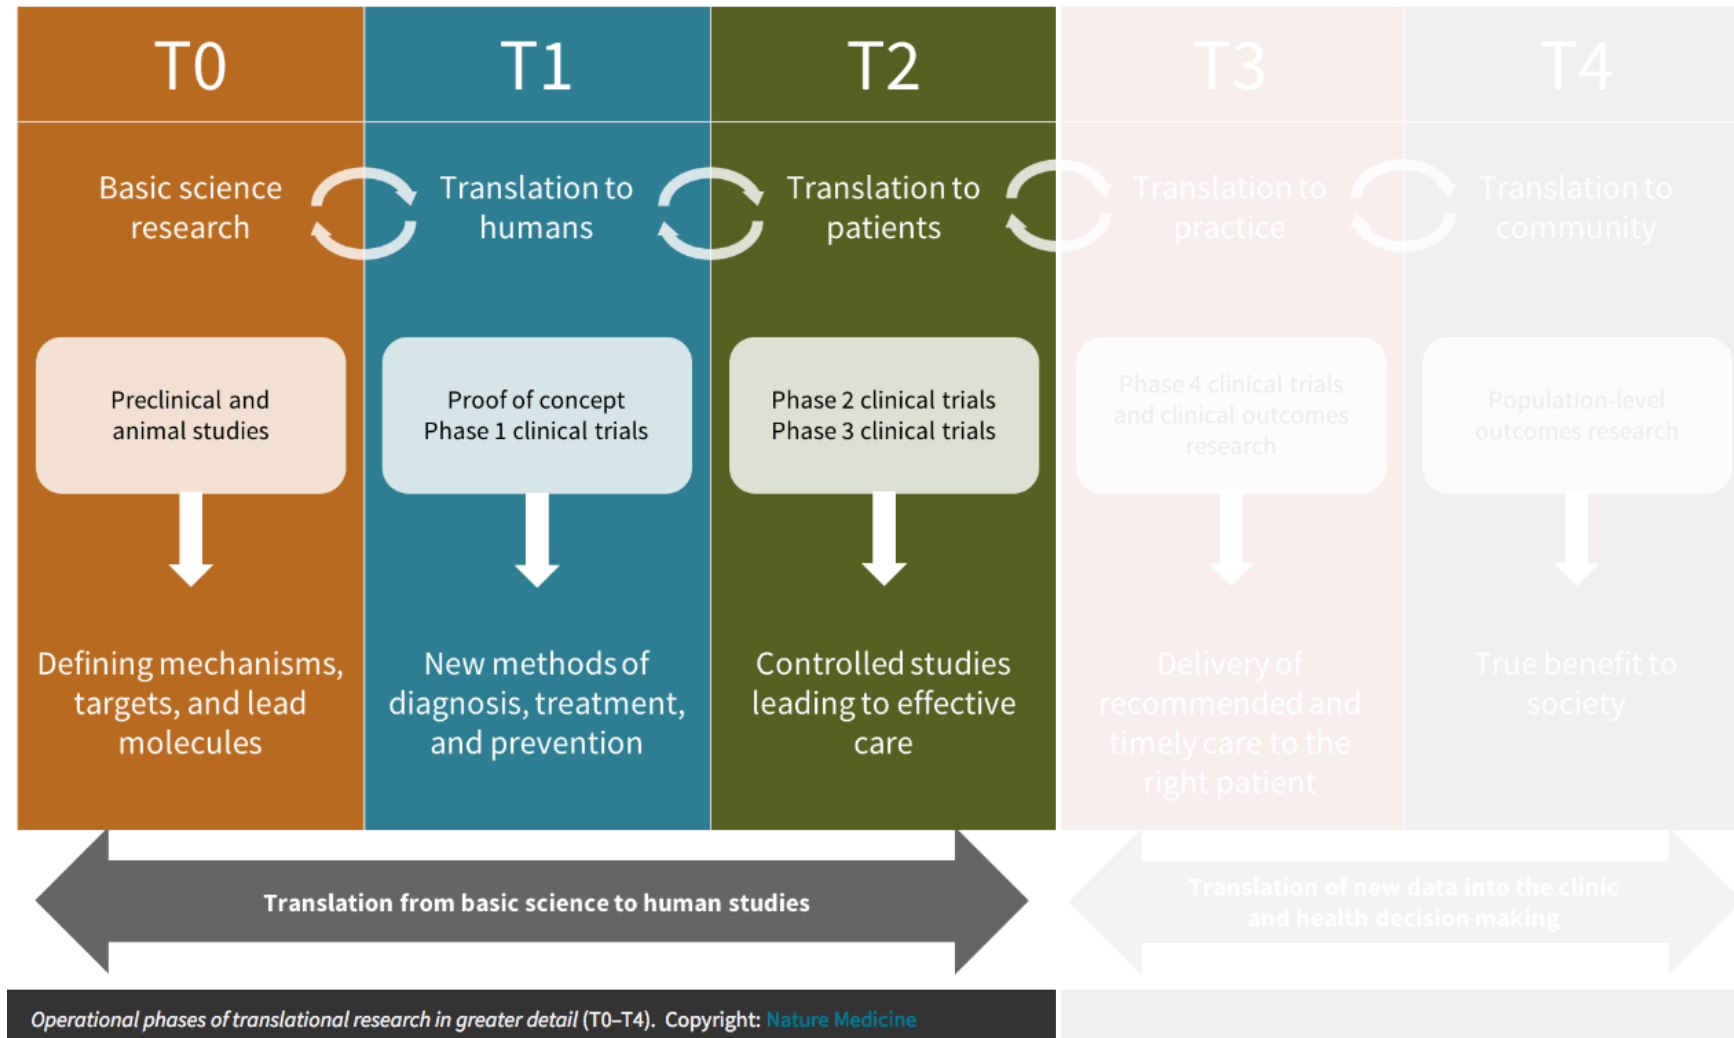 T0
T1
T2
T3
T4
Basic science
research
Translation to
humans
Translation to
patients
Translation to
practice
Translation to
community
Preclinical and
animal studies
Proof of concept
Phase 1 clinical trials
Phase 2 clinical trials
Phase 3 clinical trials
Phase 4 clinical trials
and clinical outcomes
research
Population-level
outcomes research
Defining mechanisms,
targets, and lead
molecules
New methods of
diagnosis, treatment,
and prevention
Controlled studies
leading to effective
care
Delivery of
recommended and
timely care to the
right patient
True benefit to
society
Translation from basic science to human studies
Translation of new data into the clinic
and health decision making
Operational phases of translational research in greater detail (T0–T4). Copyright: Nature Medicine